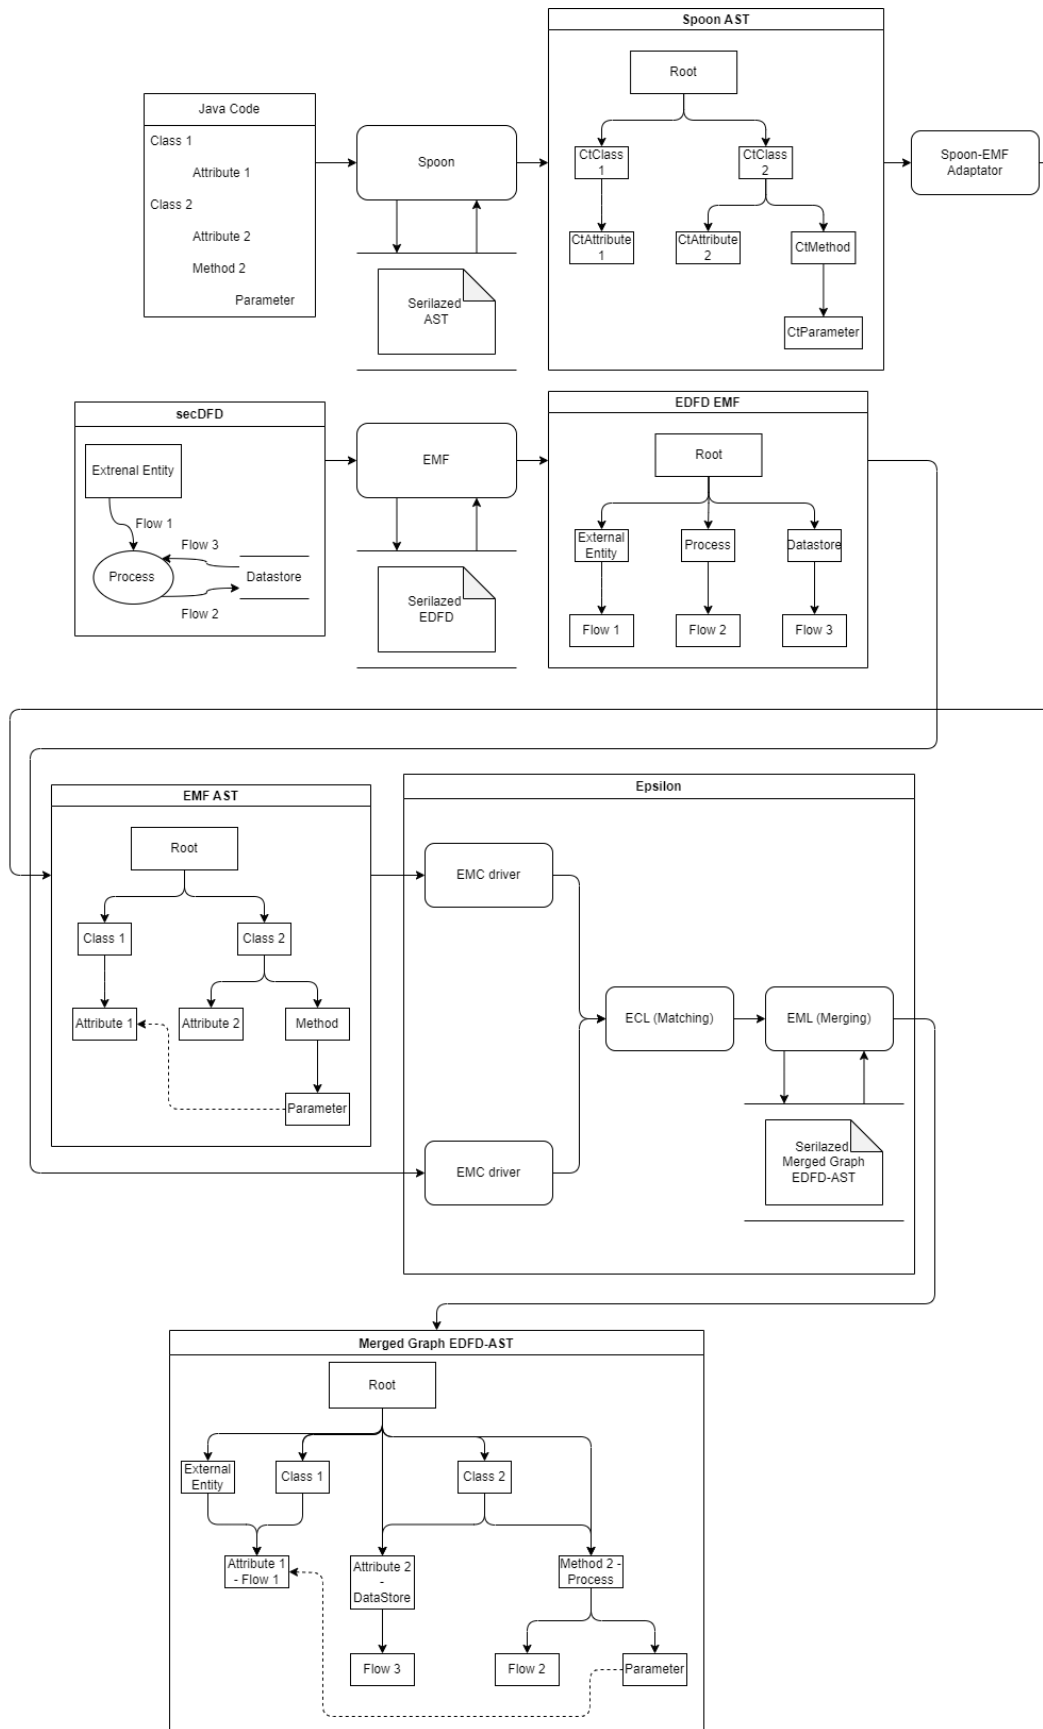 Spoon AST
Root
Java Code
Class 1
Attribute 1
Class 2
Attribute 2
Method 2
Parameter
Spoon
CtClass
1
CtClass
2
Spoon-EMF
Adaptator
CtAttribute
1
CtAttribute
2
CtMethod
Serilazed
AST
CtParameter
secDFD
Extrenal Entity
Flow 1
Flow 3
Process
Datastore
Flow 2
EMF
Serilazed
EDFD
EDFD EMF
Root
External
Entity
Process
Datastore
Flow 1
Flow 2
Flow 3
EMF AST
Root
Class 1
Class 2
Attribute 1
Attribute 2
Method
Parameter
Epsilon
EMC driver
ECL (Matching)
EML (Merging)
EMC driver
Serilazed
Merged Graph
EDFD-AST
Merged Graph EDFD-AST
Root
External
Entity
Class 1
Class 2
Attribute 1
- Flow 1
Attribute 2
-
DataStore
Method 2 -
Process
Flow 3
Flow 2
Parameter